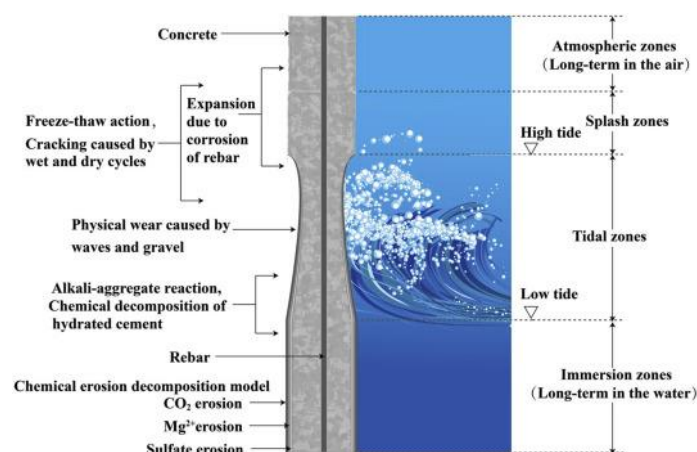 Concrete
Freeze-thaw action ,
Cracking caused by
wet and dry cycles
Expansion
due to
corrosion
of rebar
Physical wear caused by
waves and gravel
Alkali-aggregate reaction,
Chemical decomposition of
hydrated cement
Rebar
Chemical erosion decomposition model
CO₂ erosion
Mg²⁺erosion
Sulfate erosion
Atmospheric zones
(Long-term in the air)
Splash zones
High tide
Tidal zones
Low tide
Immersion zones
(Long-term in the water)